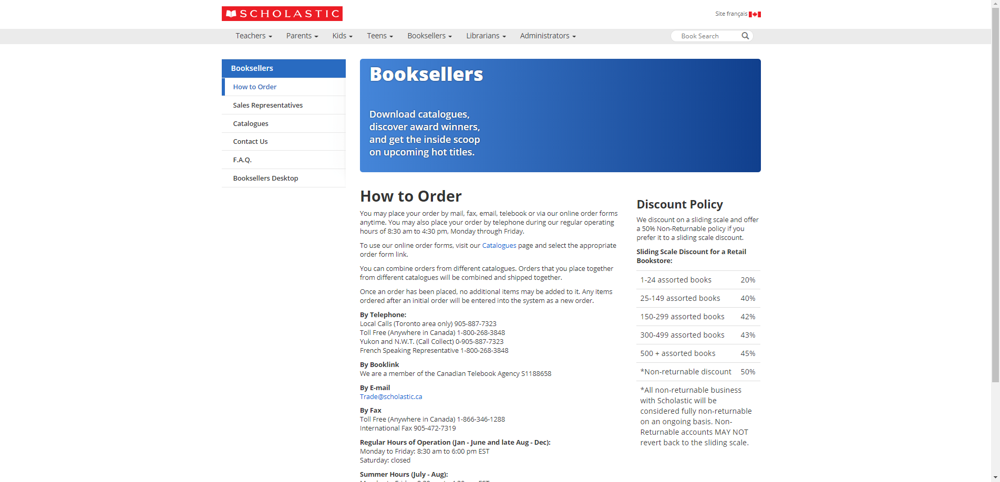 SCHOLASTIC
Site français
Teachers
Parents
Kids
Teens
Booksellers
Librarians
Administrators
Book Search
Booksellers
How to Order
Sales Representatives
Catalogues
Contact Us
F.A.Q.
Booksellers Desktop
Booksellers
Download catalogues,
discover award winners,
and get the inside scoop
on upcoming hot titles.
How to Order
You may place your order by mail, fax, email, telebook or via our online order forms
anytime. You may also place your order by telephone during our regular operating
hours of 8:30 am to 4:30 pm, Monday through Friday.
To use our online order forms, visit our Catalogues page and select the appropriate
order form link.
You can combine orders from different catalogues. Orders that you place together
from different catalogues will be combined and shipped together.
Once an order has been placed, no additional items may be added to it. Any items
ordered after an initial order will be entered into the system as a new order.
By Telephone:
Local Calls (Toronto area only) 905-887-7323
Toll Free (Anywhere in Canada) 1-800-268-3848
Yukon and N.W.T. (Call Collect) 0-905-887-7323
French Speaking Representative 1-800-268-3848
By Booklink
We are a member of the Canadian Telebook Agency S1188658
By E-mail
Trade@scholastic.ca
By Fax
Toll Free (Anywhere in Canada) 1-866-346-1288
International Fax 905-472-7319
Regular Hours of Operation (Jan - June and late Aug - Dec):
Monday to Friday: 8:30 am to 6:00 pm EST
Saturday: closed
Summer Hours (July - Aug):
Discount Policy
We discount on a sliding scale and offer
a 50% Non-Returnable policy if you
prefer it to a sliding scale discount.
Sliding Scale Discount for a Retail
Bookstore:
1-24 assorted books 20%
25-149 assorted books 40%
150-299 assorted books 42%
300-499 assorted books 43%
500 + assorted books 45%
*Non-returnable discount 50%
*All non-returnable business
with Scholastic will be
considered fully non-returnable
on an ongoing basis. Non-
Returnable accounts MAY NOT
revert back to the sliding scale.